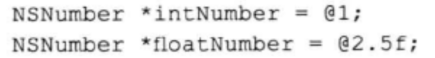 NSNumber *intNumber = @1;
NSNumber *floatNumber = @2.5f;